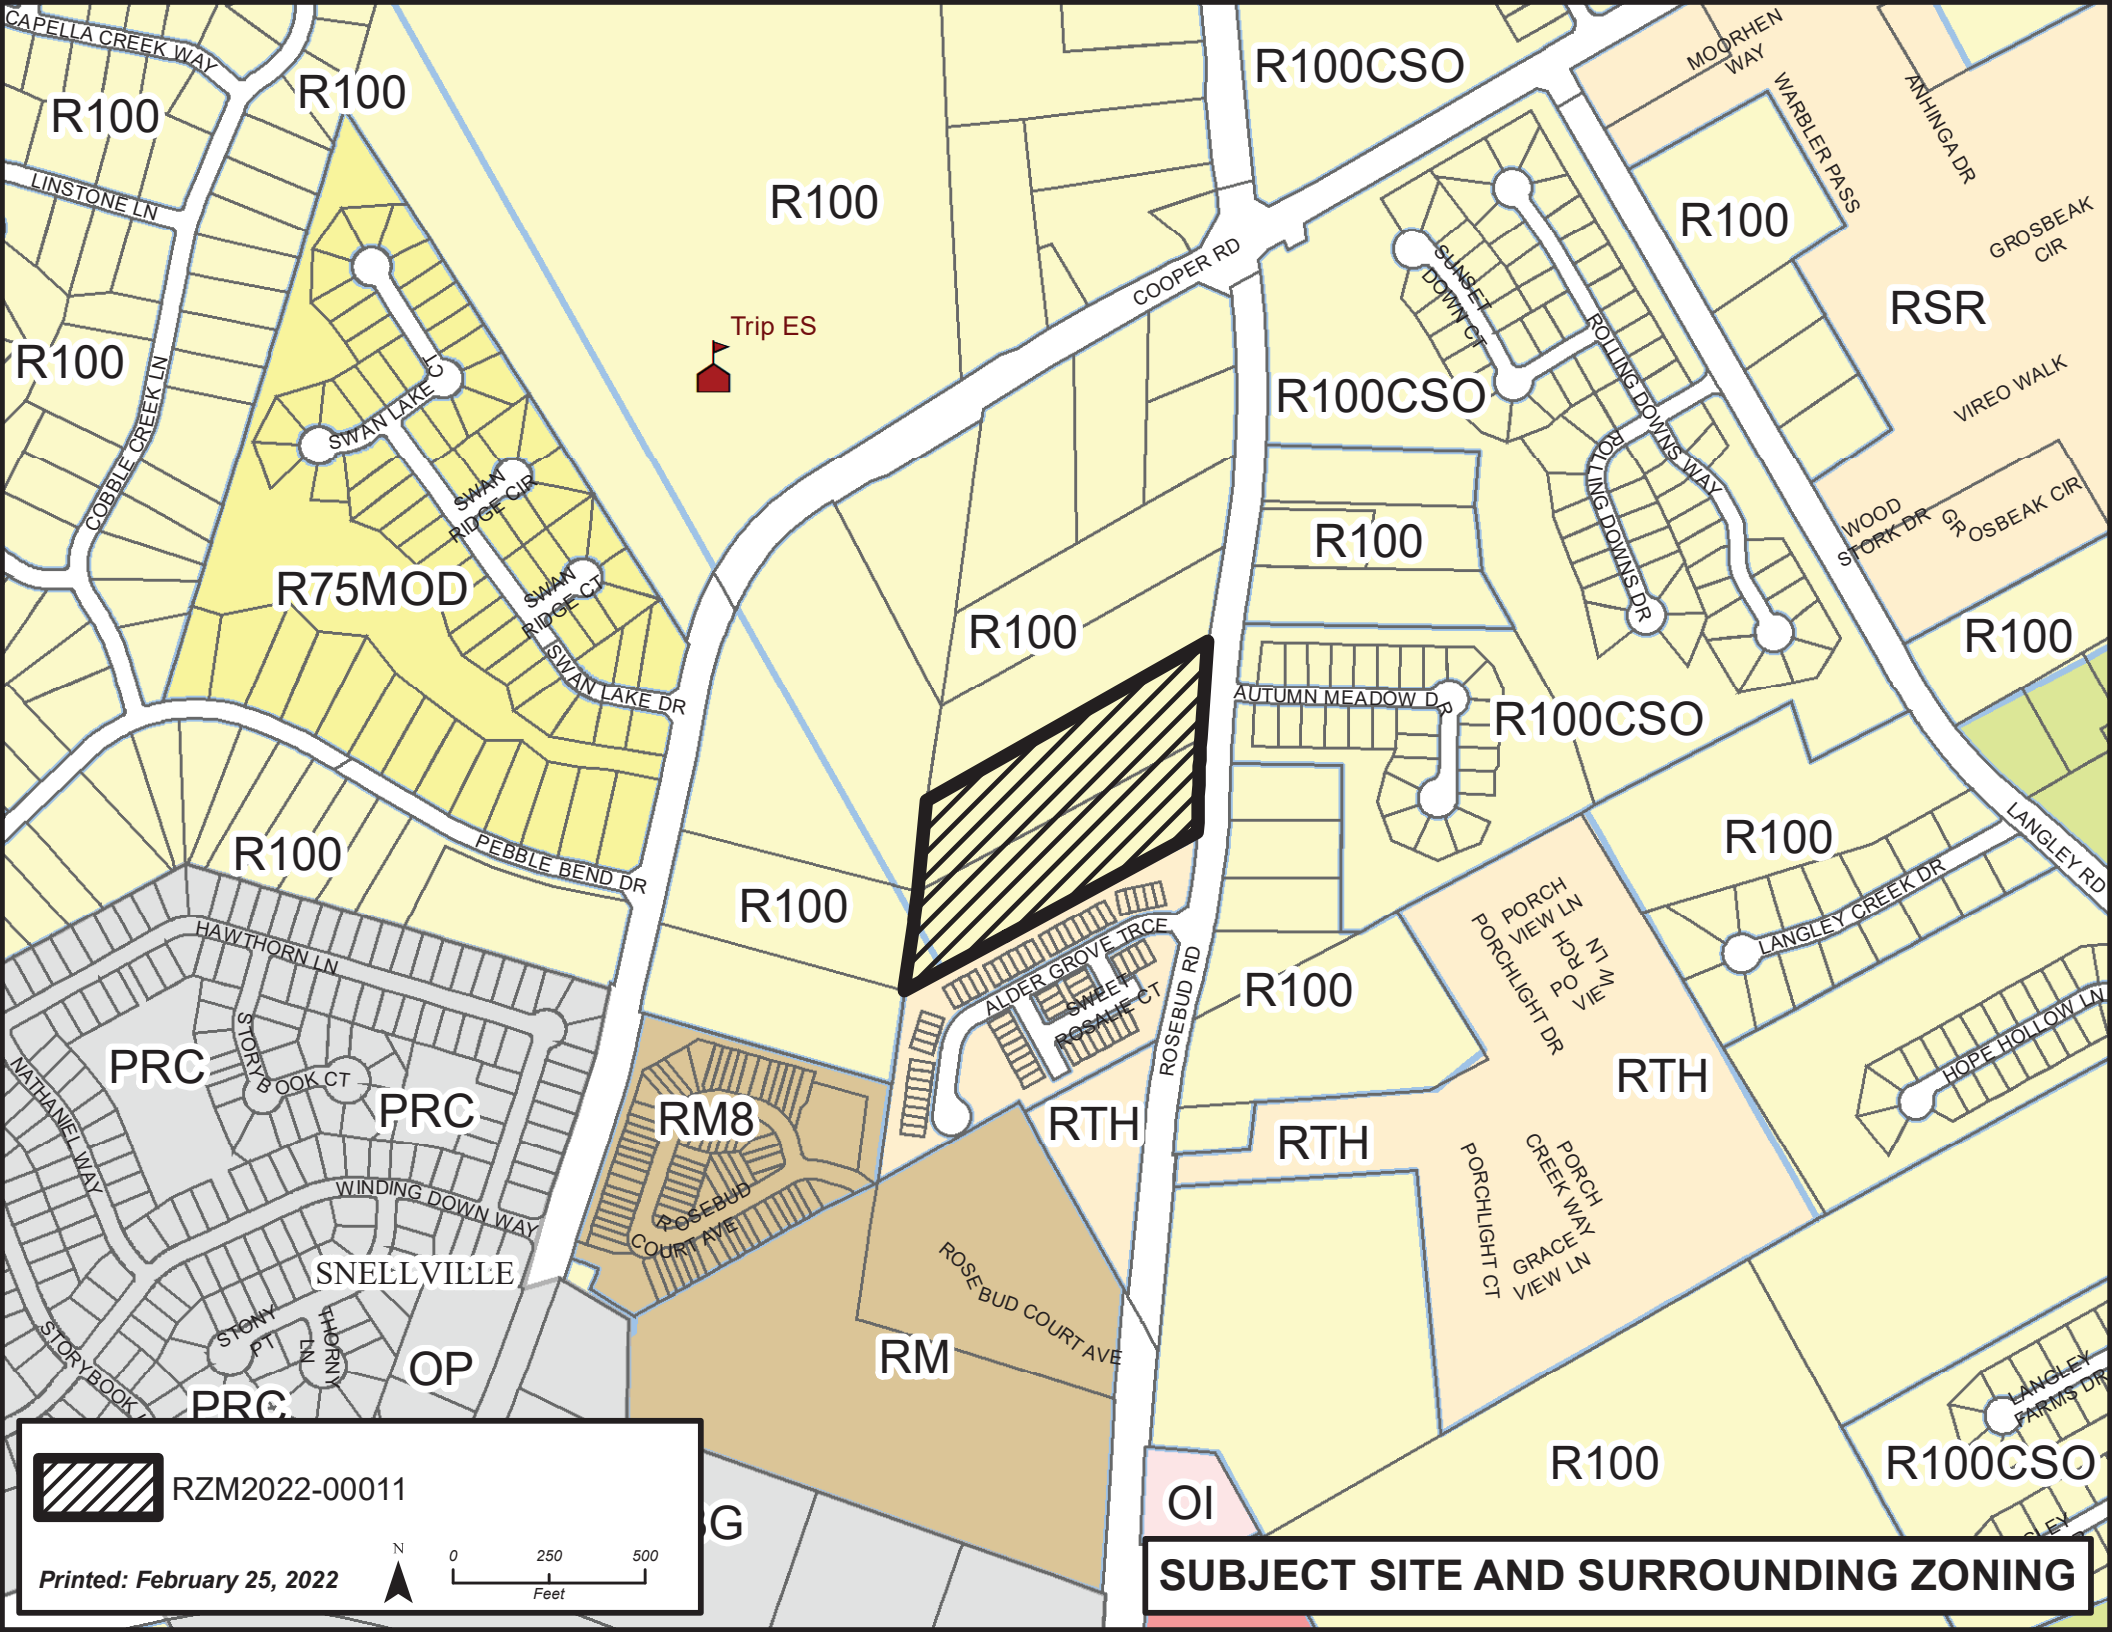 CAPELLA CREEK WAY
R100
R100
LINSTONE LN
R100
R100CSO
MOORHEN
WAY
WARBLER PASS
ANHINGA DR
R100
GROSBEAK
CIR
RSR
COOPER RD
SUNSET
DOWN CT
Trip ES
R100
COBBLE CREEK LN
SWAN LAKE CT
R100CSO
ROLLING DOWNS WAY
VIREO WALK
SWAN
RIDGE CIR
ROLLING DOWNS DR
WOOD
STORK DR
GROSBEAK CIR
R100
R75MOD
SWAN
RIDGE CT
R100
R100
SWAN LAKE DR
AUTUMN MEADOW DR
R100CSO
R100
PEBBLE BEND DR
R100
R100
LANGLEY RD
LANGLEY CREEK DR
HAWTHORN LN
ALDER GROVE TRCE
SWEET
ROSALIE CT
ROSEBUD RD
R100
PORCH
VIEW LN
PORCHLIGHT DR
PORCH
VIEW LN
HOPE HOLLOW LN
STORYBOOK CT
PRC
PRC
NATHANIEL WAY
RM8
RTH
RTH
RTH
PORCHLIGHT CT
PORCH
CREEK WAY
GRACE
VIEW LN
WINDING DOWN WAY
ROSEBUD
COURT AVE
SNELLVILLE
ROSEBUD COURT AVE
STONY
PT
THORNY
LN
STORYBOOK
OP
RM
PRC
LANGLEY
FARMS DR
R100
R100CSO
OI
G
LEY
RZM2022-00011
Printed: February 25, 2022
N
0 250 500
Feet
SUBJECT SITE AND SURROUNDING ZONING